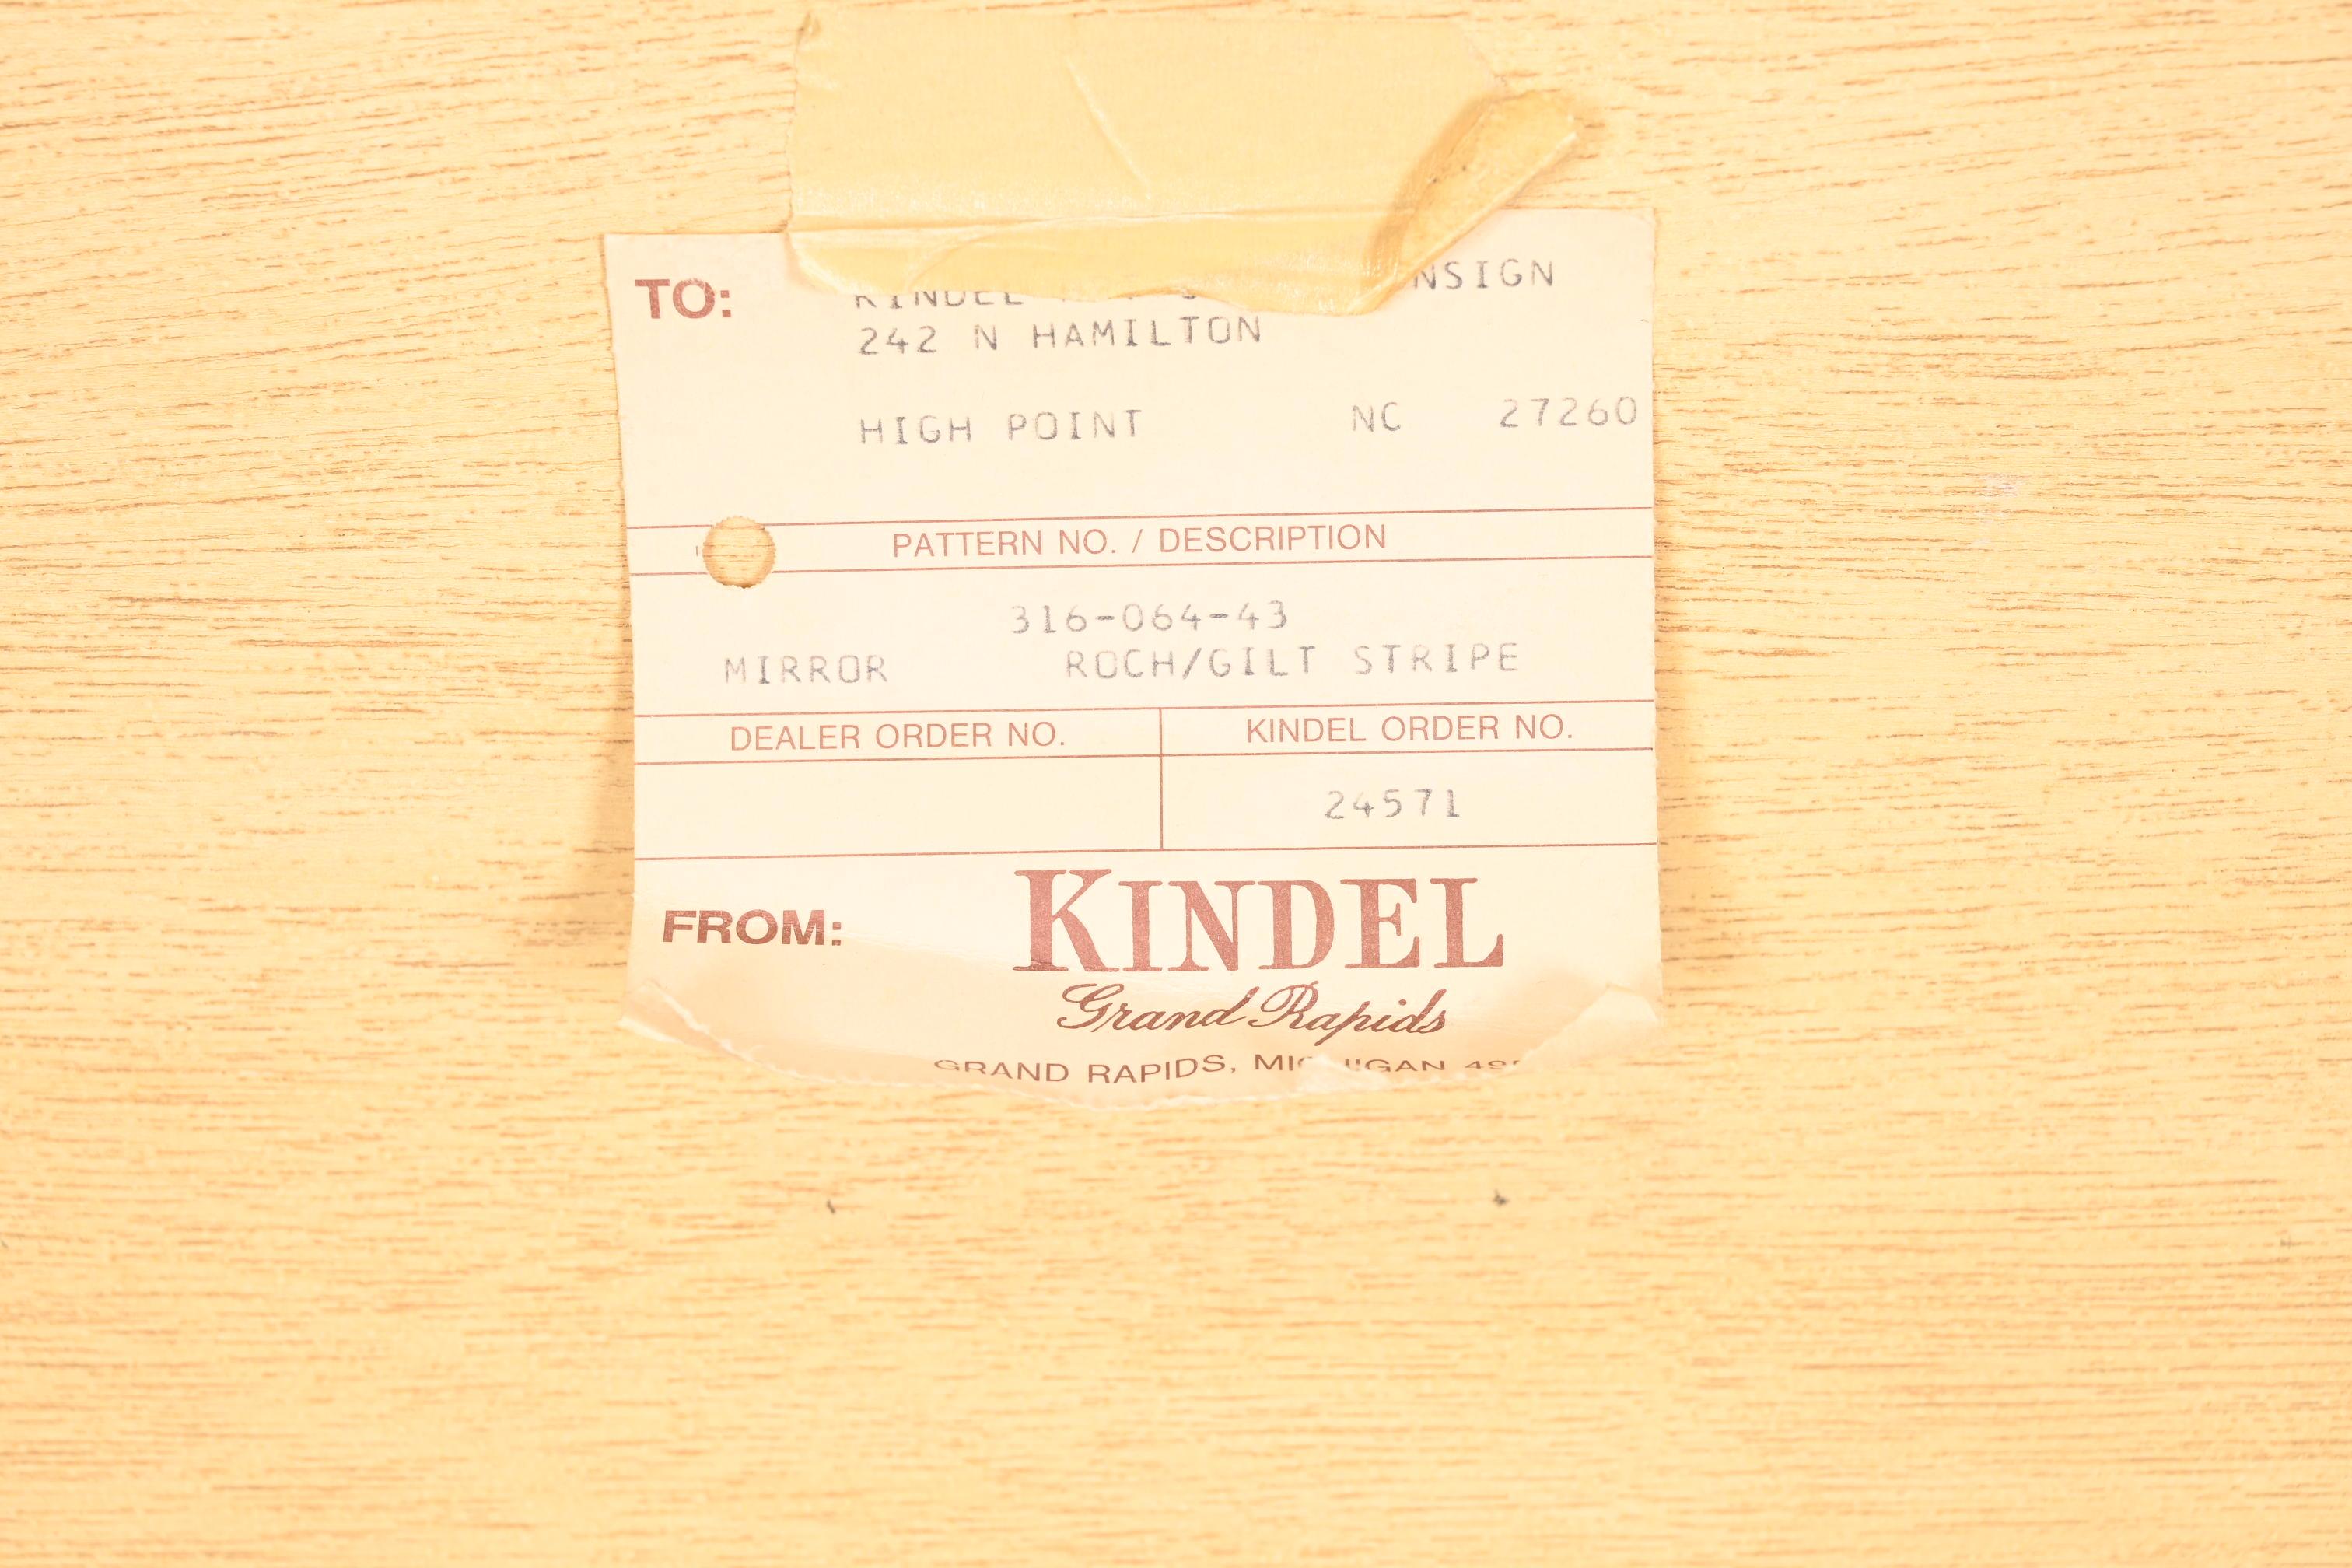 TO:
KINDEL
242 N HAMILTON
HIGH POINT NC 27260
PATTERN NO. / DESCRIPTION
316-064-43
MIRROR ROCH/GILT STRIPE
DEALER ORDER NO. KINDEL ORDER NO.
24571
FROM: KINDEL
Grand Rapids
GRAND RAPIDS,